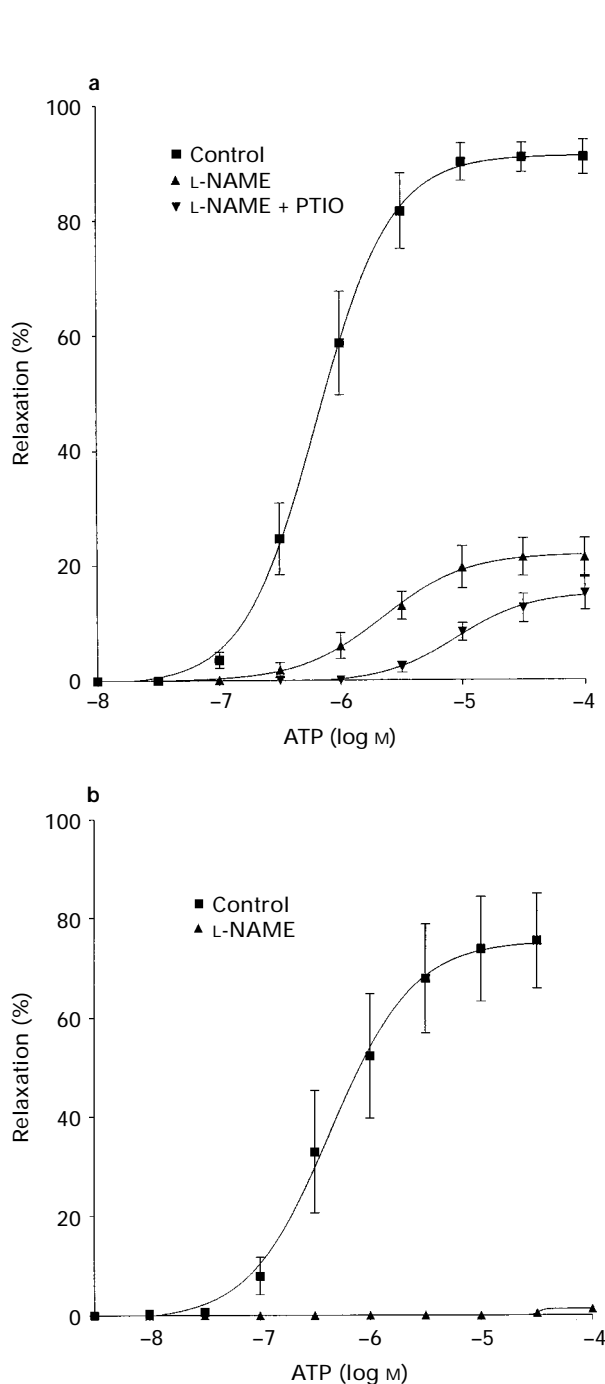 a
100
80
60
40
20
0
Relaxation (%)
■ Control
▲ L-NAME
▼ L-NAME + PTIO
–8 –7 –6 –5 –4
ATP (log M)
b
100
80
60
40
20
0
Relaxation (%)
■ Control
▲ L-NAME
–8 –7 –6 –5 –4
ATP (log M)